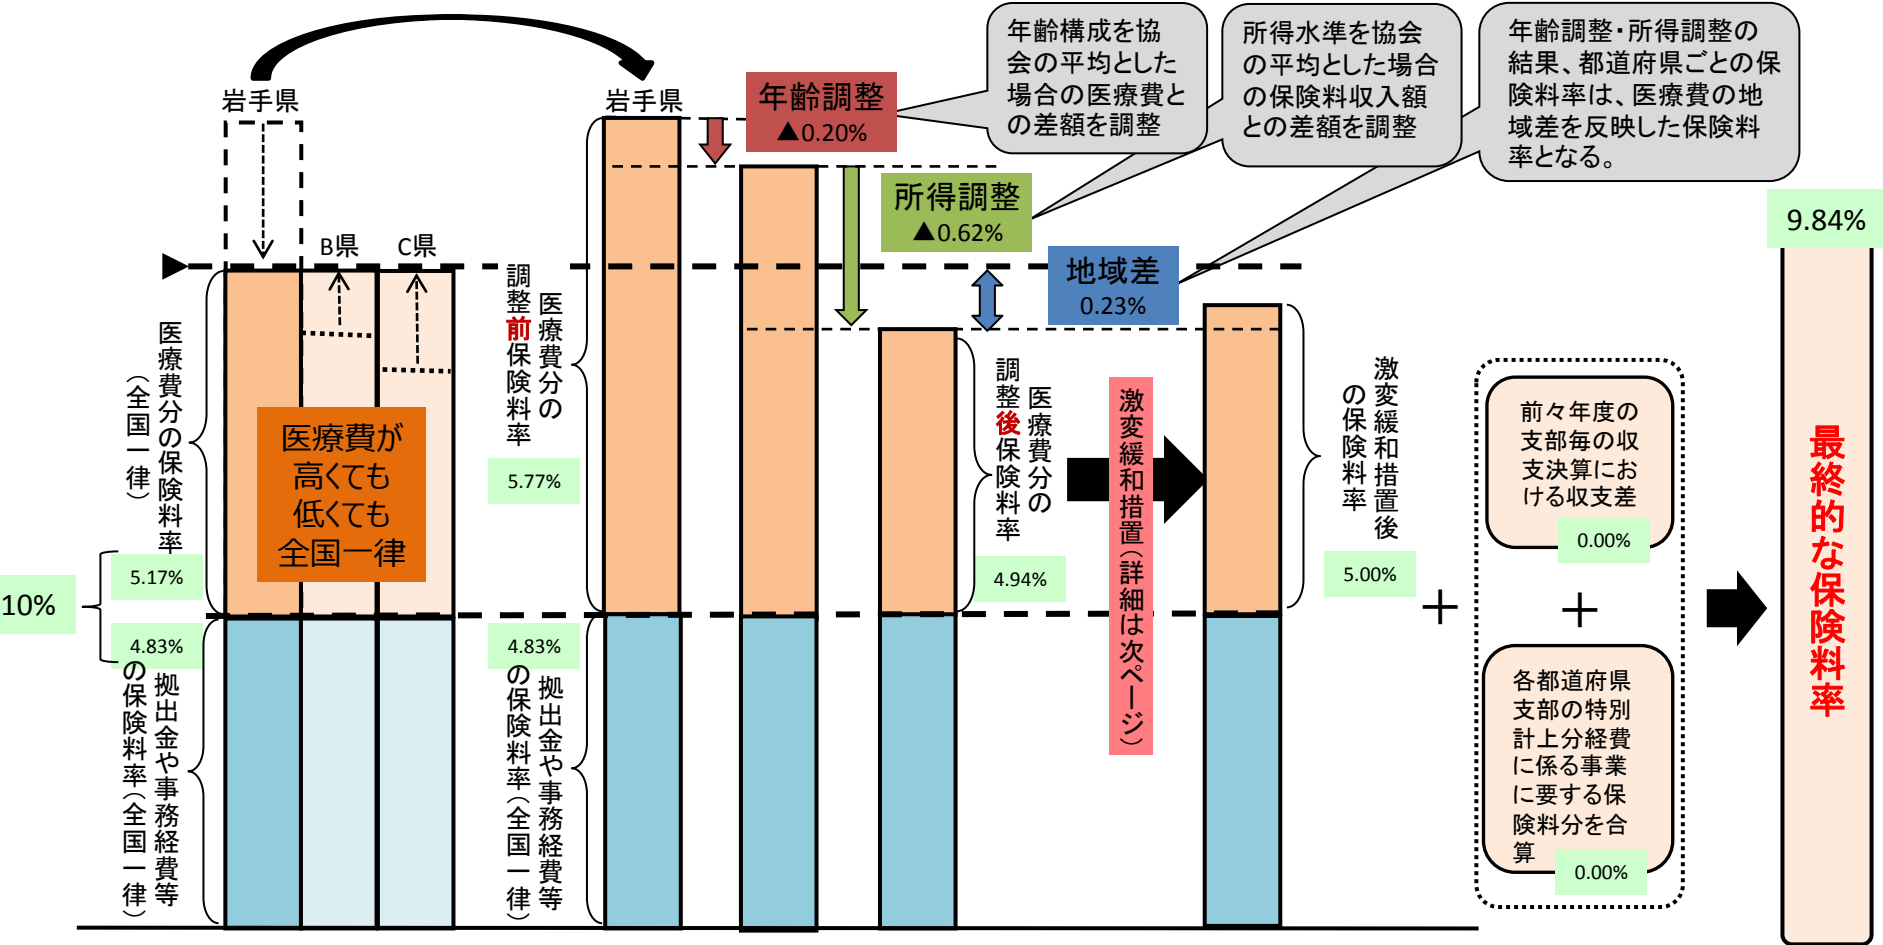 年齢構成を協
会の平均とした
場合の医療費と
の差額を調整
所得水準を協会
の平均とした場合
の保険料収入額
との差額を調整
年齢調整・所得調整の
結果、都道府県ごとの保
険料率は、医療費の地
域差を反映した保険料
率となる。
岩手県
岩手県
年齢調整
▲0.20%
所得調整
▲0.62%
地域差
0.23%
B県
C県
医療費分の保険料率
（全国一律）
医療費が
高くても
低くても
全国一律
10%
5.17%
4.83%
拠出金や事務経費等
の保険料率（全国一律）
医療費分の
調整前保険料率
5.77%
4.83%
拠出金や事務経費等
の保険料率（全国一律）
医療費分の
調整後保険料率
4.94%
激変緩和措置（詳細は次ページ）
激変緩和措置後
の保険料率
5.00%
＋
前々年度の
支部毎の収
支決算にお
ける収支差
0.00%
＋
各都道府県
支部の特別
計上分経費
に係る事業
に要する保
険料分を合
算
0.00%
9.84%
最終的な保険料率